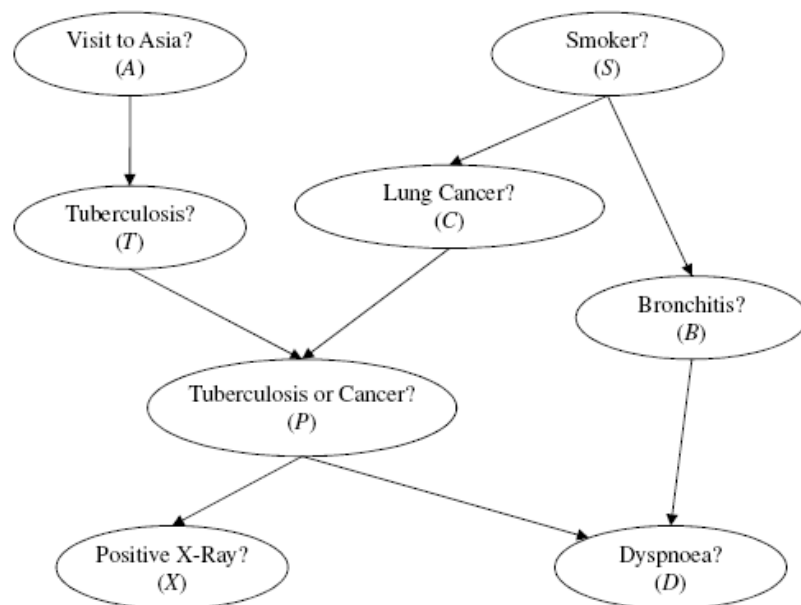 Visit to Asia?
(A)
Smoker?
(S)
Lung Cancer?
(C)
Tuberculosis?
(T)
Bronchitis?
(B)
Tuberculosis or Cancer?
(P)
Positive X-Ray?
(X)
Dyspnoea?
(D)